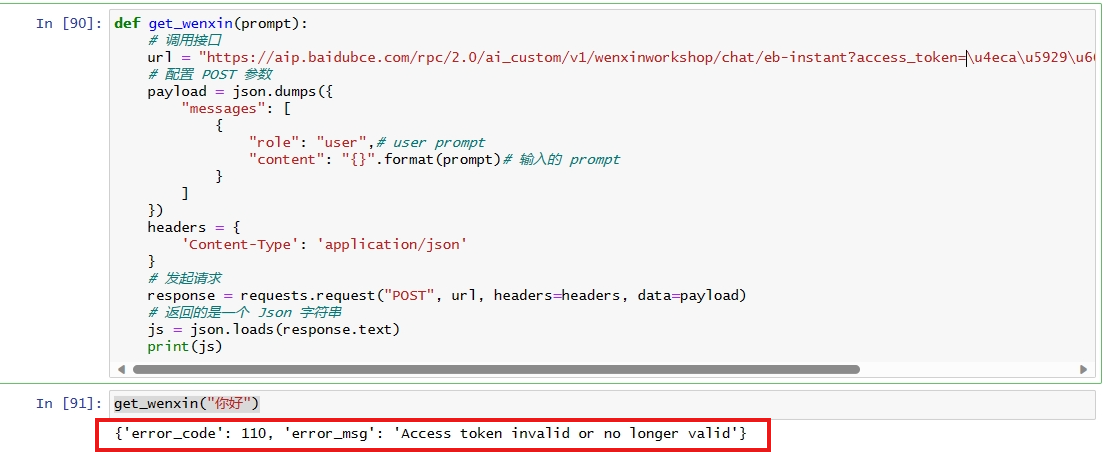 In [90]: def get_wenxin(prompt):
# 调用接口
url = "https://aip.baidubce.com/rpc/2.0/ai_custom/v1/wenxinworkshop/chat/eb-instant?access_token=\u4eca\u5929\u6
# 配置 POST 参数
payload = json.dumps({
"messages": [
{
"role": "user",# user prompt
"content": "{}".format(prompt)# 输入的 prompt
}
]
})
headers = {
'Content-Type': 'application/json'
}
# 发起请求
response = requests.request("POST", url, headers=headers, data=payload)
# 返回的是一个 Json 字符串
js = json.loads(response.text)
print(js)
In [91]: get_wenxin("你好")
{'error_code': 110, 'error_msg': 'Access token invalid or no longer valid'}